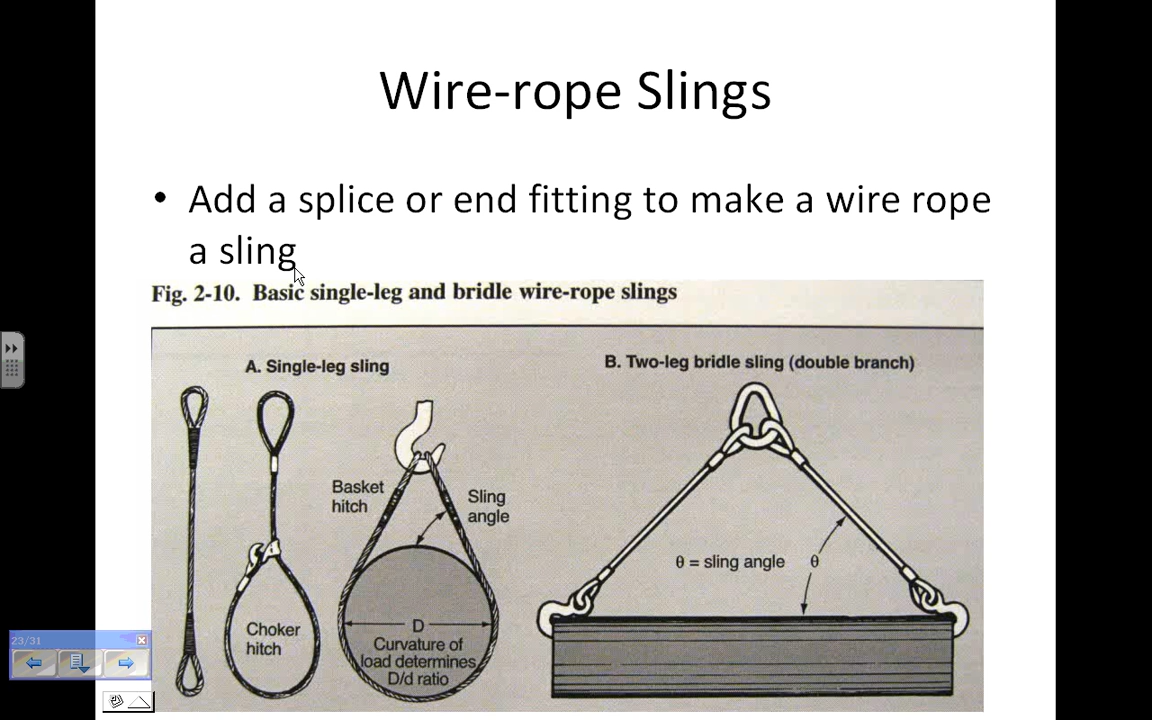 Wire-rope Slings
• Add a splice or end fitting to make a wire rope
a sling
Fig. 2-10. Basic single-leg and bridle wire-rope slings
A. Single-leg sling
B. Two-leg bridle sling (double branch)
Basket
hitch
Sling
angle
θ = sling angle
θ
Choker
hitch
D
Curvature of
load determines
D/d ratio
23/31